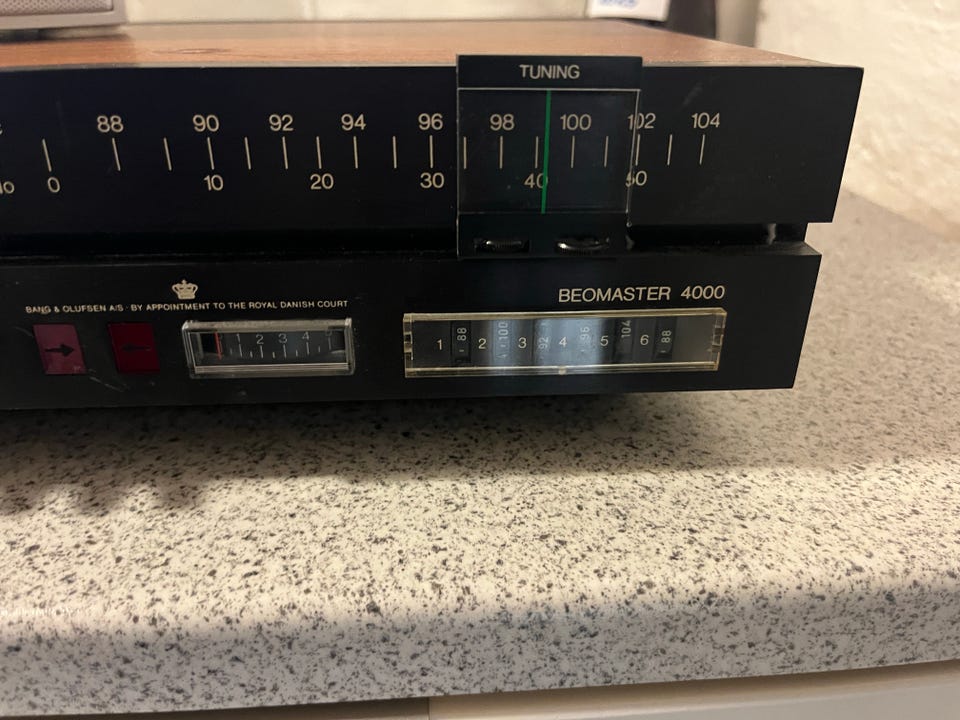 TUNING
88 90 92 94 96 98 100 102 104
0 10 20 30 40 50
BEOMASTER 4000
BANG & OLUFSEN A/S · BY APPOINTMENT TO THE ROYAL DANISH COURT
1 2 3 4
1 88 2 100 3 92 4 96 5 104 6 88